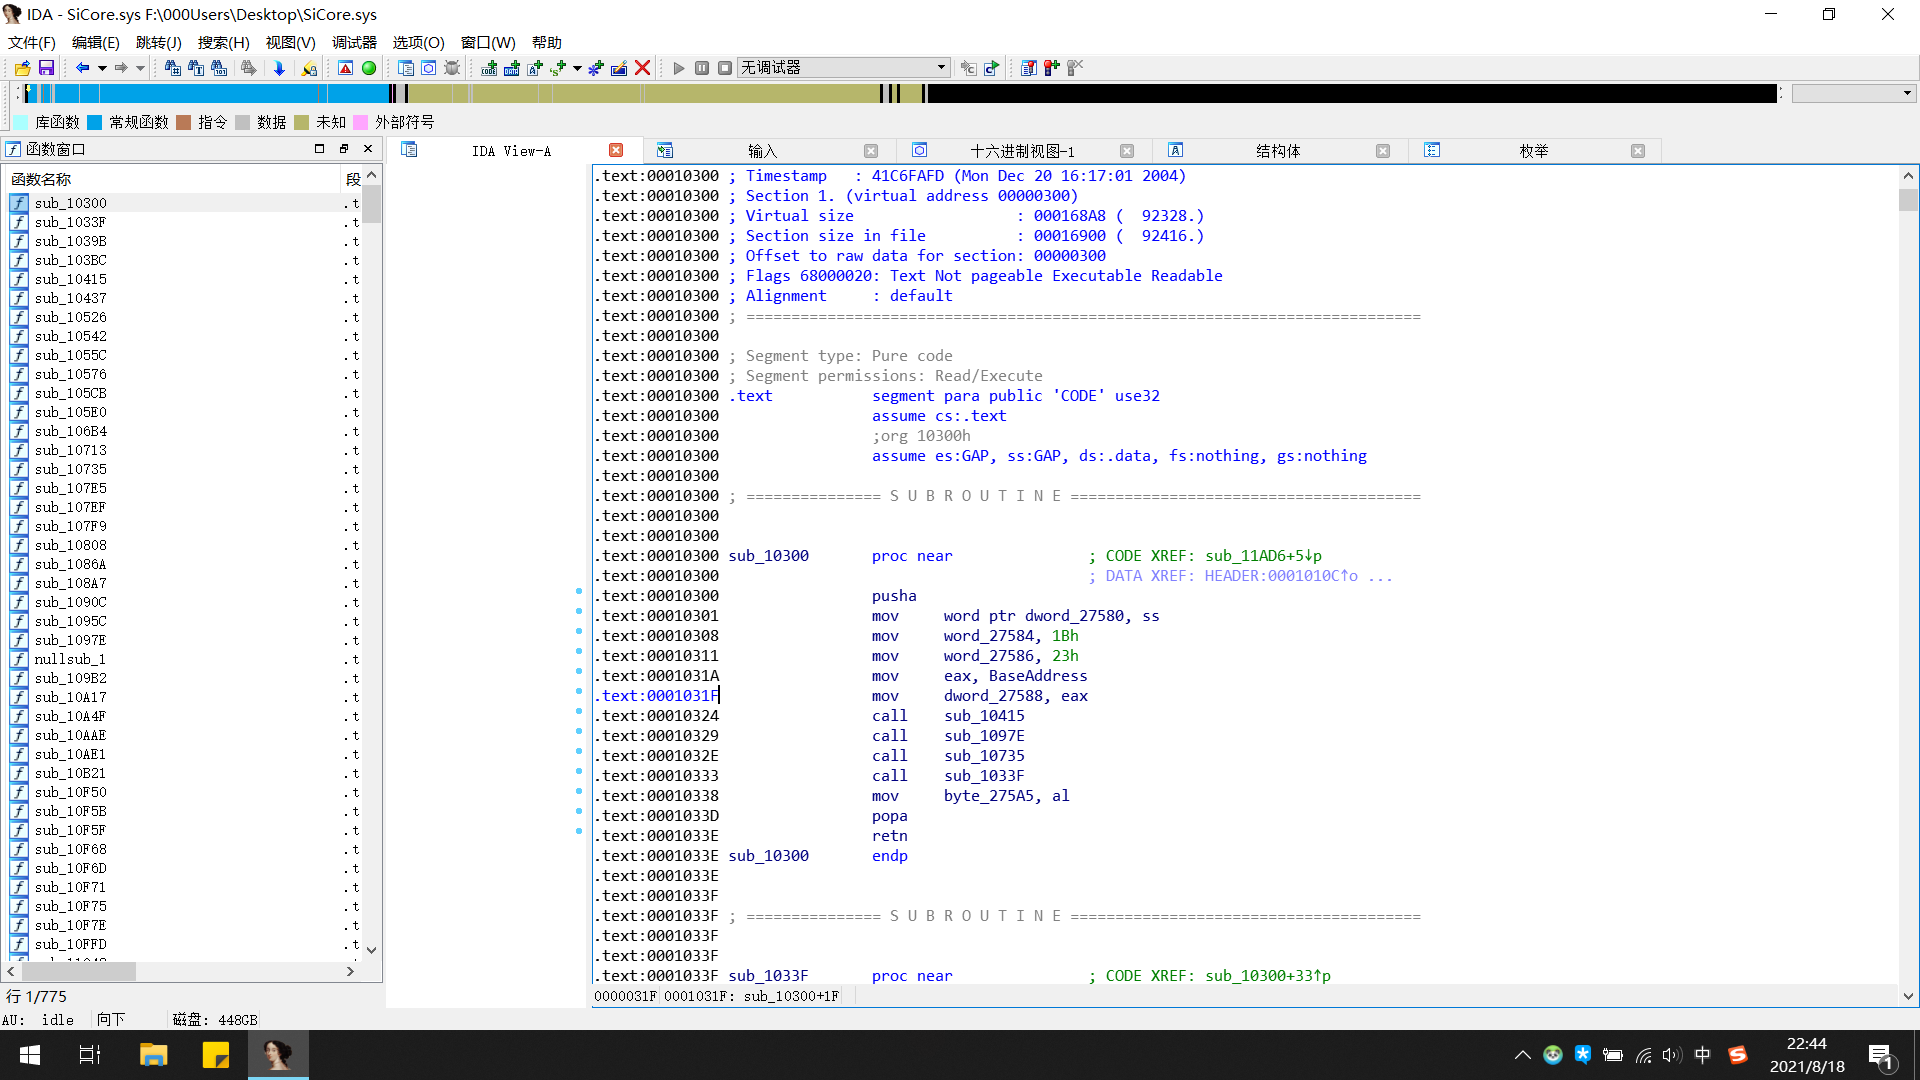 IDA - SiCore.sys F:\000Users\Desktop\SiCore.sys
文件(F) 编辑(E) 跳转(J) 搜索(H) 视图(V) 调试器 选项(O) 窗口(W) 帮助
无调试器
库函数 常规函数 指令 数据 未知 外部符号
函数窗口
函数名称 段
sub_10300 .t
sub_1033F .t
sub_1039B .t
sub_103BC .t
sub_10415 .t
sub_10437 .t
sub_10526 .t
sub_10542 .t
sub_1055C .t
sub_10576 .t
sub_105CB .t
sub_105E0 .t
sub_106B4 .t
sub_10713 .t
sub_10735 .t
sub_107E5 .t
sub_107EF .t
sub_107F9 .t
sub_10808 .t
sub_1086A .t
sub_108A7 .t
sub_1090C .t
sub_1095C .t
sub_1097E .t
nullsub_1 .t
sub_109B2 .t
sub_10A17 .t
sub_10A4F .t
sub_10AAE .t
sub_10AE1 .t
sub_10B21 .t
sub_10F50 .t
sub_10F5B .t
sub_10F5F .t
sub_10F68 .t
sub_10F6D .t
sub_10F71 .t
sub_10F75 .t
sub_10F7E .t
sub_10FFD .t
行 1/775
IDA View-A 输入 十六进制视图-1 结构体 枚举
.text:00010300 ; Timestamp : 41C6FAFD (Mon Dec 20 16:17:01 2004)
.text:00010300 ; Section 1. (virtual address 00000300)
.text:00010300 ; Virtual size : 000168A8 ( 92328.)
.text:00010300 ; Section size in file : 00016900 ( 92416.)
.text:00010300 ; Offset to raw data for section: 00000300
.text:00010300 ; Flags 68000020: Text Not pageable Executable Readable
.text:00010300 ; Alignment : default
.text:00010300 ; ===========================================================================
.text:00010300
.text:00010300 ; Segment type: Pure code
.text:00010300 ; Segment permissions: Read/Execute
.text:00010300 .text segment para public 'CODE' use32
.text:00010300 assume cs:.text
.text:00010300 ;org 10300h
.text:00010300 assume es:GAP, ss:GAP, ds:.data, fs:nothing, gs:nothing
.text:00010300
.text:00010300 ; =============== S U B R O U T I N E =======================================
.text:00010300
.text:00010300
.text:00010300 sub_10300 proc near ; CODE XREF: sub_11AD6+5↓p
.text:00010300 ; DATA XREF: HEADER:0001010C↑o ...
.text:00010300 pusha
.text:00010301 mov word ptr dword_27580, ss
.text:00010308 mov word_27584, 1Bh
.text:00010311 mov word_27586, 23h
.text:0001031A mov eax, BaseAddress
.text:0001031F mov dword_27588, eax
.text:00010324 call sub_10415
.text:00010329 call sub_1097E
.text:0001032E call sub_10735
.text:00010333 call sub_1033F
.text:00010338 mov byte_275A5, al
.text:0001033D popa
.text:0001033E retn
.text:0001033E sub_10300 endp
.text:0001033E
.text:0001033F
.text:0001033F ; =============== S U B R O U T I N E =======================================
.text:0001033F
.text:0001033F
.text:0001033F sub_1033F proc near ; CODE XREF: sub_10300+33↑p
0000031F 0001031F: sub_10300+1F
AU: idle 向下 磁盘: 448GB
中
22:44
2021/8/18
1